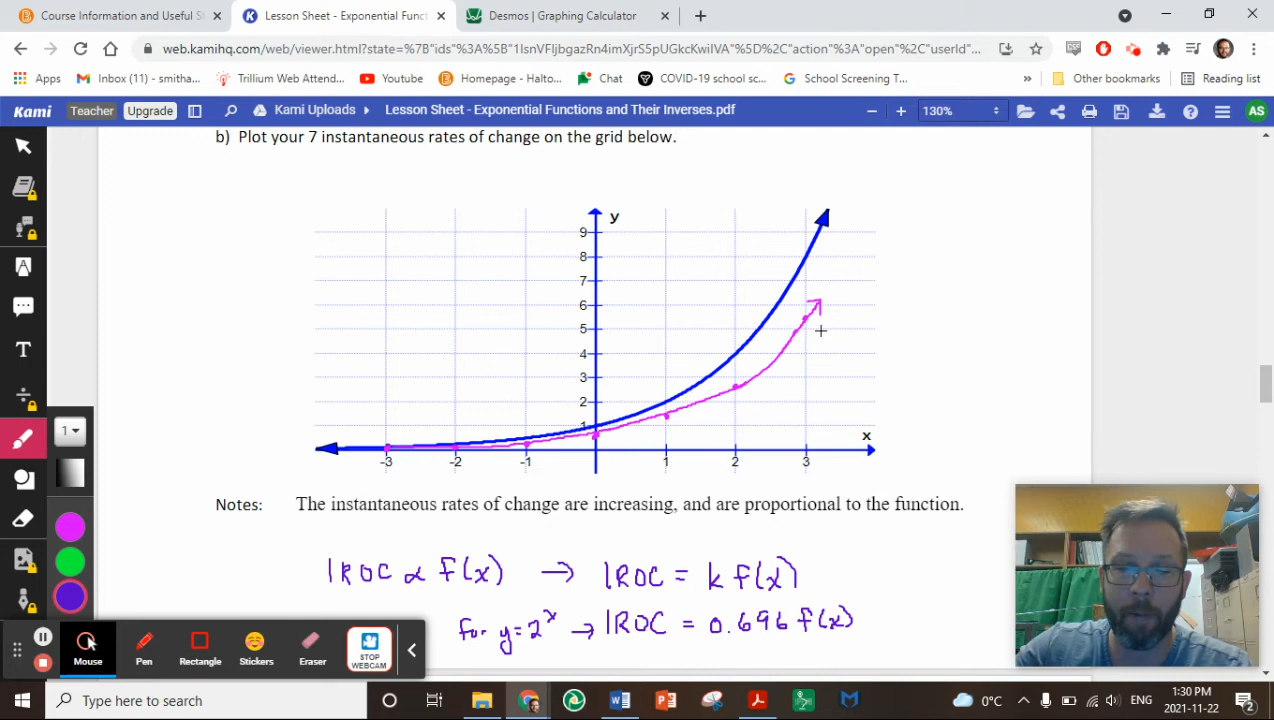 Course Information and Useful S
Lesson Sheet - Exponential Funct
Desmos | Graphing Calculator
web.kamihq.com/web/viewer.html?state=%7B"ids"%3A%5B"1IsnVFIjbgazRn4imXjrS5pUGkcKwiIVA"%5D%2C"action"%3A"open"%2C"userId"...
Apps
Inbox (11) - smitha...
Trillium Web Attend...
Youtube
Homepage - Halto...
Chat
COVID-19 school sc...
School Screening T...
»
Other bookmarks
Reading list
Kami
Teacher
Upgrade
Kami Uploads
Lesson Sheet - Exponential Functions and Their Inverses.pdf
130%
AS
b) Plot your 7 instantaneous rates of change on the grid below.
y
9
8
7
6
5
4
3
2
1
x
-3 -2 -1 1 2 3
1
Notes: The instantaneous rates of change are increasing, and are proportional to the function.
IROC ∝ f(x) → IROC = k f(x)
For y=2ˣ → IROC = 0.696 f(x)
Mouse
Pen
Rectangle
Stickers
Eraser
STOP WEBCAM
Type here to search
0°C
ENG
1:30 PM
2021-11-22
2